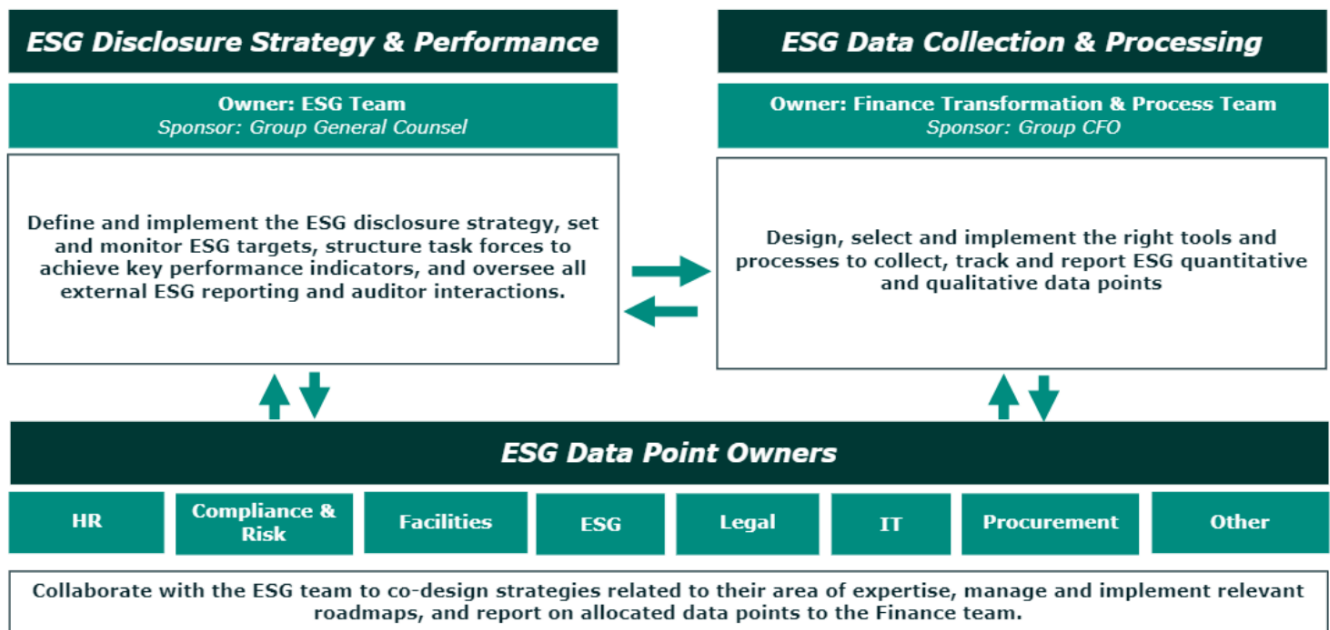 ESG Disclosure Strategy & Performance
Owner: ESG Team
Sponsor: Group General Counsel
Define and implement the ESG disclosure strategy, set
and monitor ESG targets, structure task forces to
achieve key performance indicators, and oversee all
external ESG reporting and auditor interactions.
ESG Data Collection & Processing
Owner: Finance Transformation & Process Team
Sponsor: Group CFO
Design, select and implement the right tools and
processes to collect, track and report ESG quantitative
and qualitative data points
ESG Data Point Owners
HR
Compliance &
Risk
Facilities
ESG
Legal
IT
Procurement
Other
Collaborate with the ESG team to co-design strategies related to their area of expertise, manage and implement relevant
roadmaps, and report on allocated data points to the Finance team.